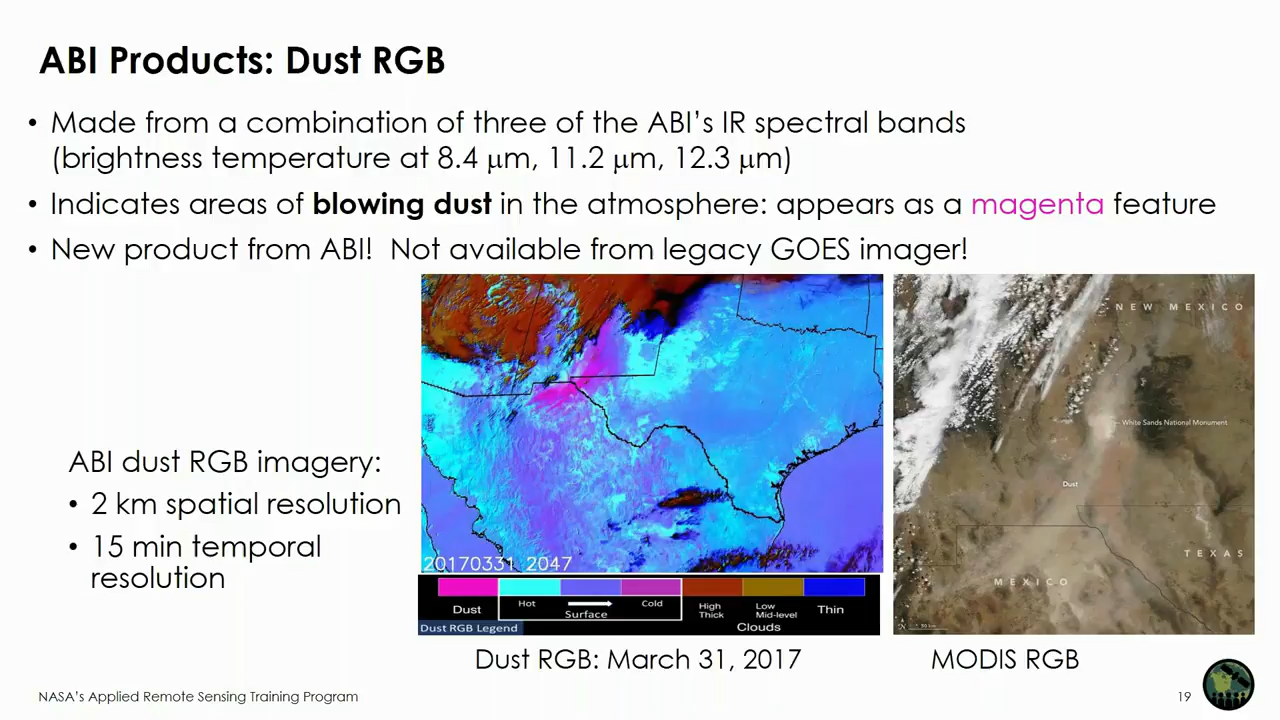 ABI Products: Dust RGB
• Made from a combination of three of the ABI’s IR spectral bands
(brightness temperature at 8.4 μm, 11.2 μm, 12.3 μm)
• Indicates areas of blowing dust in the atmosphere: appears as a magenta feature
• New product from ABI!  Not available from legacy GOES imager!
ABI dust RGB imagery:
• 2 km spatial resolution
• 15 min temporal
resolution
20170331_2047
Dust
Hot
Cold
Surface
High
Thick
Low
Mid-level
Thin
Clouds
Dust RGB Legend
Dust RGB: March 31, 2017
NEW MEXICO
White Sands National Monument
Dust
TEXAS
MEXICO
N
MODIS RGB
NASA’s Applied Remote Sensing Training Program
19